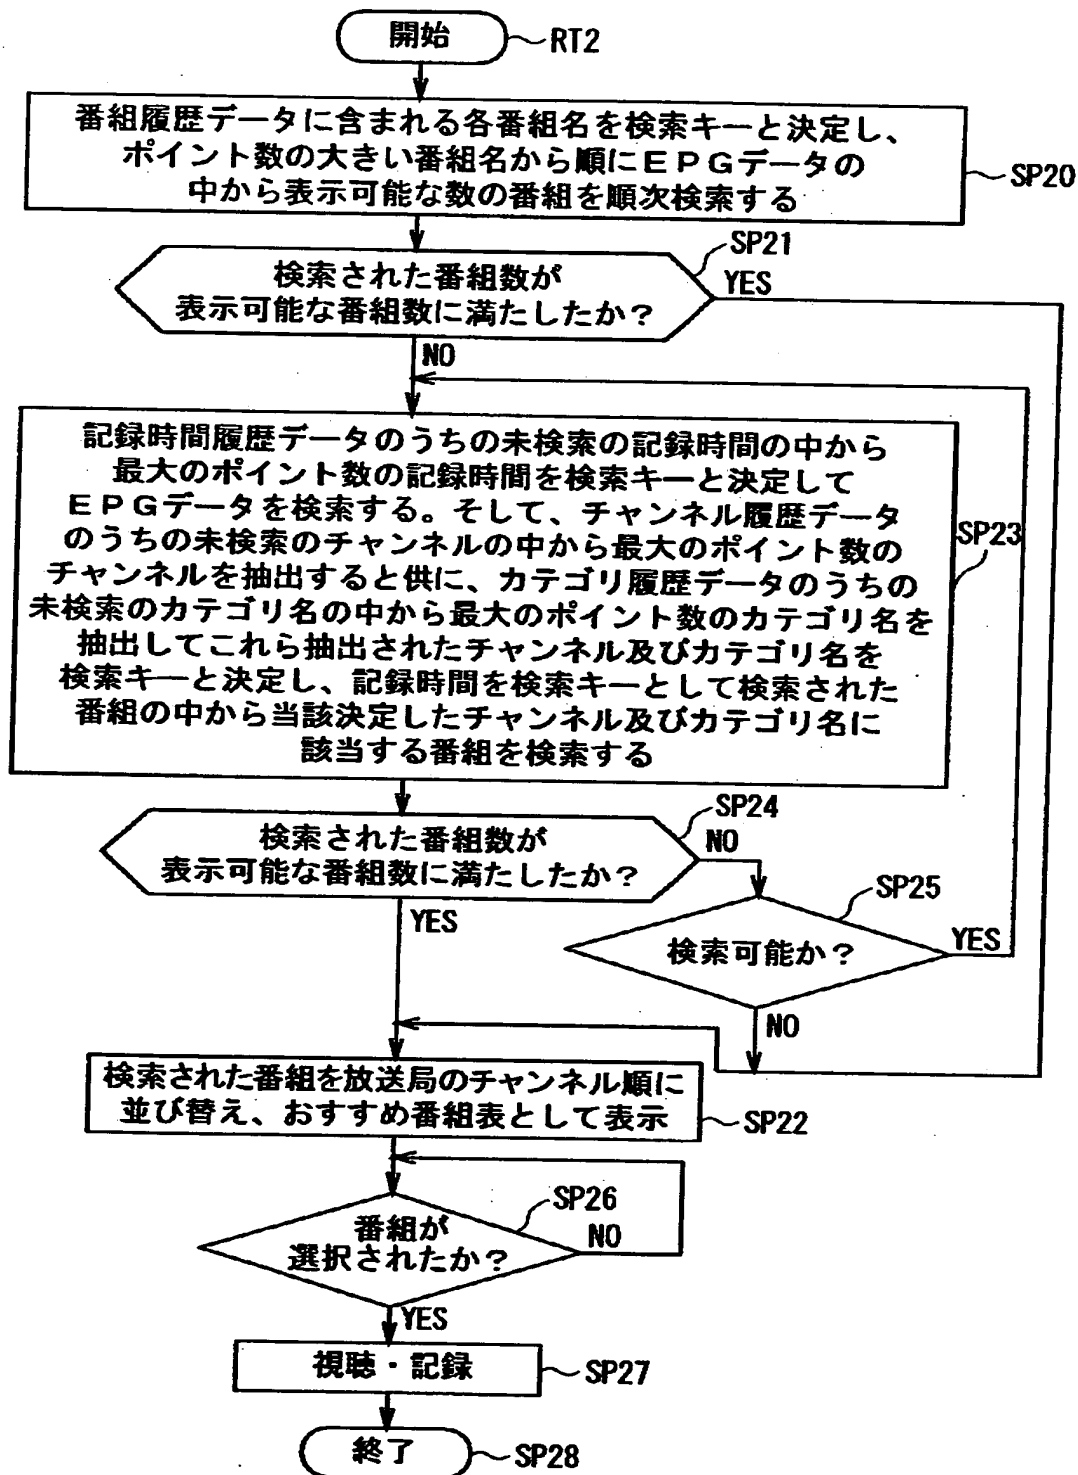 開始
RT2
番組履歴データに含まれる各番組名を検索キーと決定し、
ポイント数の大きい番組名から順にEPGデータの
中から表示可能な数の番組を順次検索する
SP20
SP21
検索された番組数が
表示可能な番組数に満たしたか?
YES
NO
記録時間履歴データのうちの未検索の記録時間の中から
最大のポイント数の記録時間を検索キーと決定して
EPGデータを検索する。そして、チャンネル履歴データ
のうちの未検索のチャンネルの中から最大のポイント数の
チャンネルを抽出すると供に、カテゴリ履歴データのうちの
未検索のカテゴリ名の中から最大のポイント数のカテゴリ名を
抽出してこれら抽出されたチャンネル及びカテゴリ名を
検索キーと決定し、記録時間を検索キーとして検索された
番組の中から当該決定したチャンネル及びカテゴリ名に
該当する番組を検索する
SP23
SP24
検索された番組数が
表示可能な番組数に満たしたか?
NO
YES
SP25
検索可能か?
YES
NO
検索された番組を放送局のチャンネル順に
並び替え、おすすめ番組表として表示
SP22
SP26
番組が
選択されたか?
NO
YES
視聴・記録
SP27
終了
SP28